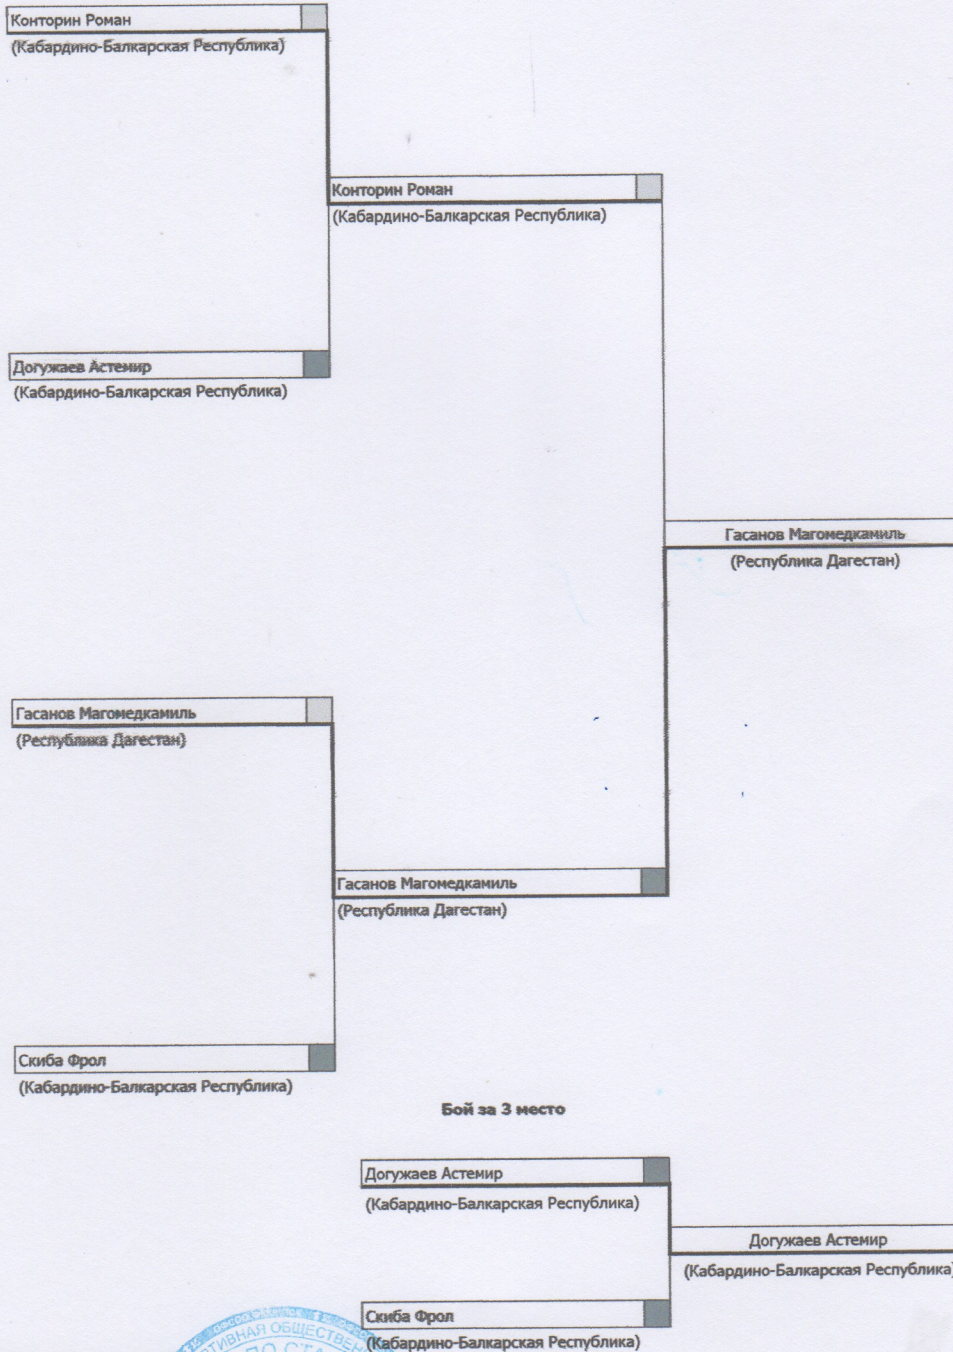 Конторин Роман
(Кабардино-Балкарская Республика)
Конторин Роман
(Кабардино-Балкарская Республика)
Догужаев Астемир
(Кабардино-Балкарская Республика)
Гасанов Магомедкамиль
(Республика Дагестан)
Гасанов Магомедкамиль
(Республика Дагестан)
Гасанов Магомедкамиль
(Республика Дагестан)
Скиба Фрол
(Кабардино-Балкарская Республика)
Бой за 3 место
Догужаев Астемир
(Кабардино-Балкарская Республика)
Догужаев Астемир
(Кабардино-Балкарская Республика)
Скиба Фрол
(Кабардино-Балкарская Республика)